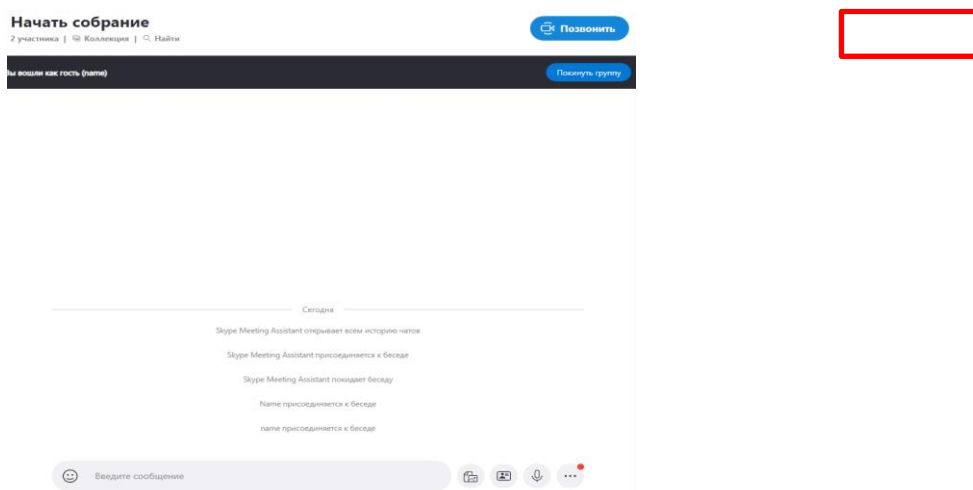 Начать собрание
Позвонить
2 участника | Коллекция | Найти
Вы вошли как гость (name)
Покинуть группу
Сегодня
Skype Meeting Assistant открывает всем историю чатов
Skype Meeting Assistant присоединяется к беседе
Skype Meeting Assistant покидает беседу
Name присоединяется к беседе
name присоединяется к беседе
Введите сообщение